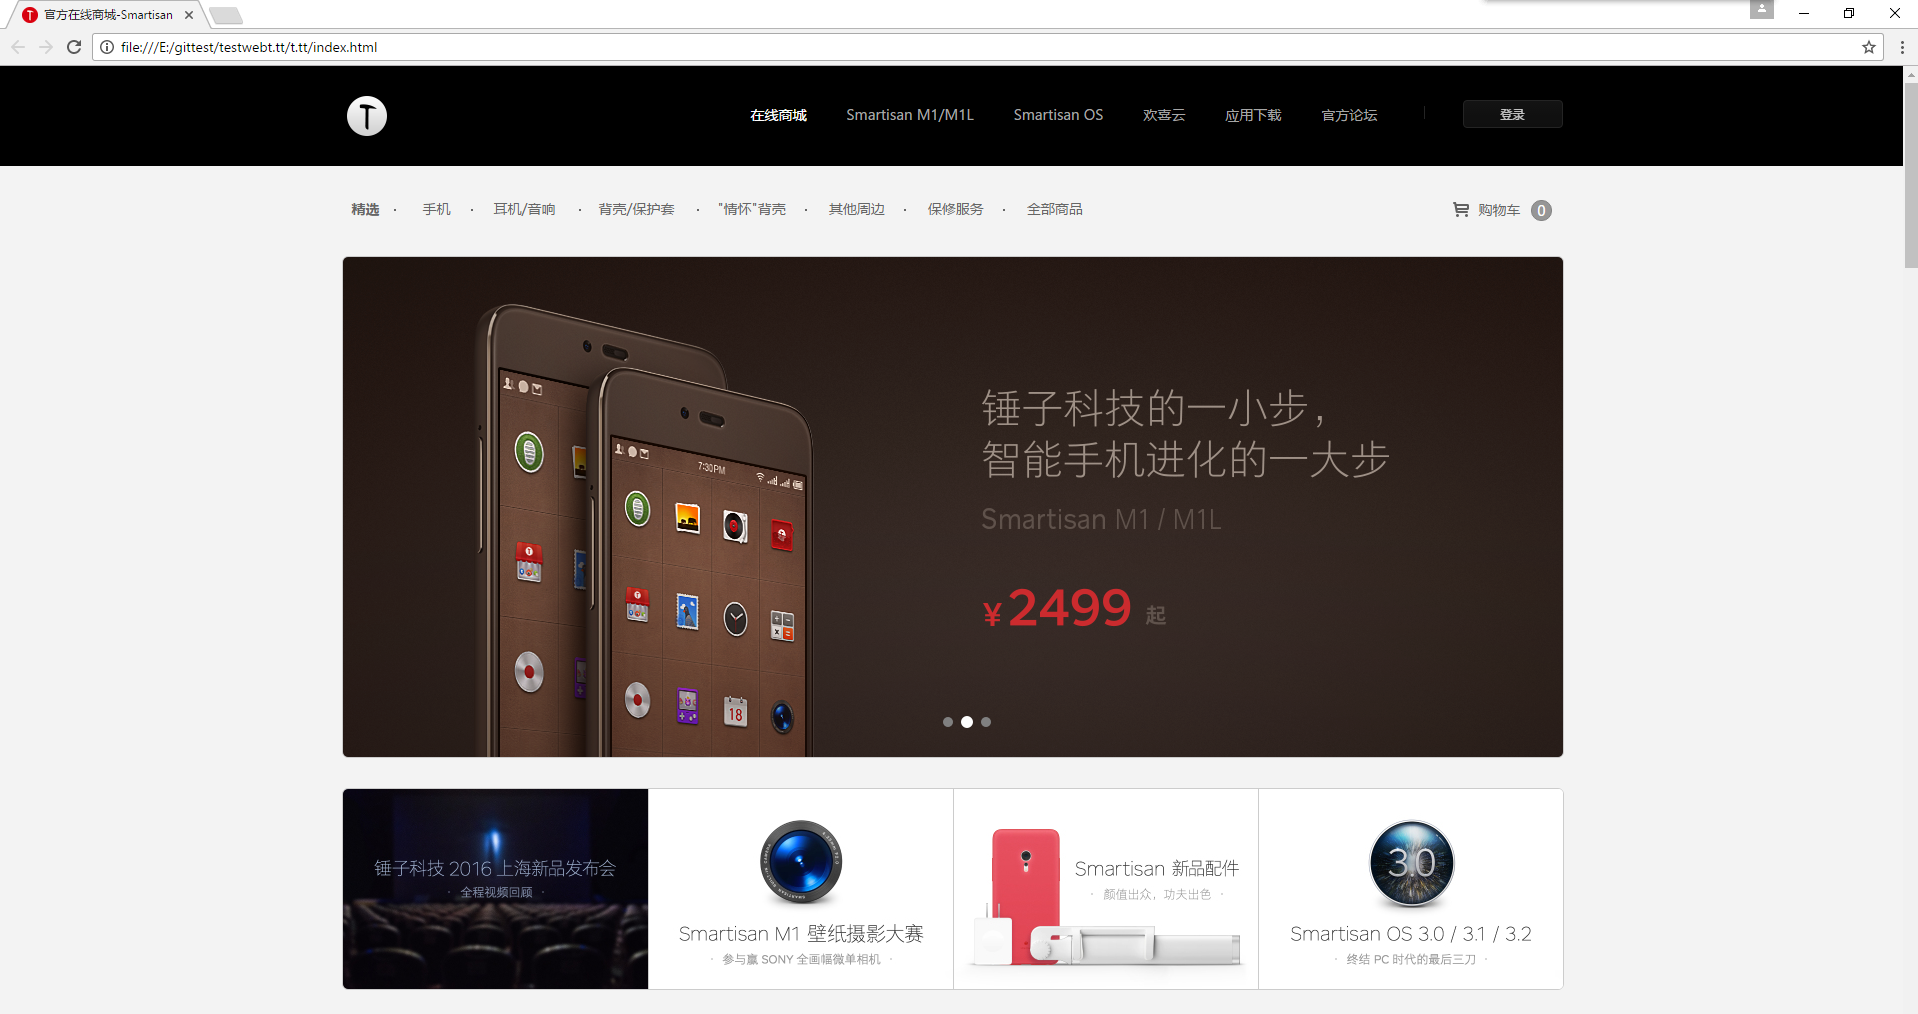 官方在线商城-Smartisan
file:///E:/gittest/testwebt.tt/t.tt/index.html
在线商城 Smartisan M1/M1L Smartisan OS 欢喜云 应用下载 官方论坛 登录
精选 · 手机 · 耳机/音响 · 背壳/保护套 · "情怀"背壳 · 其他周边 · 保修服务 · 全部商品 购物车 0
锤子科技的一小步，
智能手机进化的一大步
Smartisan M1 / M1L
¥2499 起
7:30PM
18
锤子科技 2016 上海新品发布会
· 全程视频回顾 ·
Smartisan M1 壁纸摄影大赛
· 参与赢 SONY 全画幅微单相机 ·
Smartisan 新品配件
· 颜值出众，功夫出色 ·
3.0
Smartisan OS 3.0 / 3.1 / 3.2
· 终结 PC 时代的最后三刀 ·